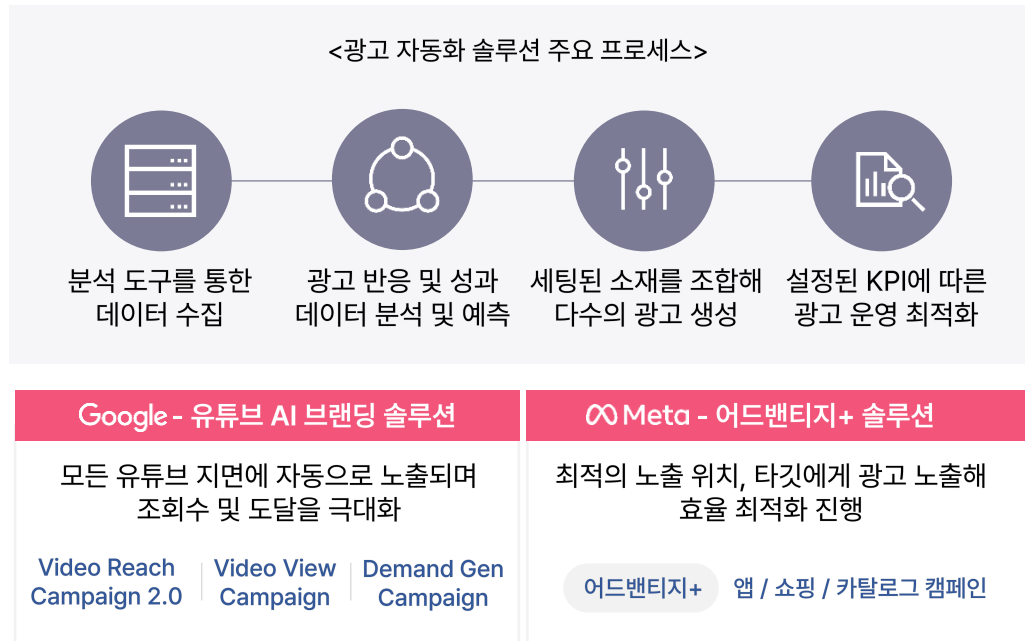 <광고 자동화 솔루션 주요 프로세스>
분석 도구를 통한
데이터 수집
광고 반응 및 성과
데이터 분석 및 예측
세팅된 소재를 조합해
다수의 광고 생성
설정된 KPI에 따른
광고 운영 최적화
Google - 유튜브 AI 브랜딩 솔루션
모든 유튜브 지면에 자동으로 노출되며
조회수 및 도달을 극대화
Video Reach
Campaign 2.0
Video View
Campaign
Demand Gen
Campaign
Meta - 어드밴티지+ 솔루션
최적의 노출 위치, 타깃에게 광고 노출해
효율 최적화 진행
어드밴티지+ 앱 / 쇼핑 / 카탈로그 캠페인